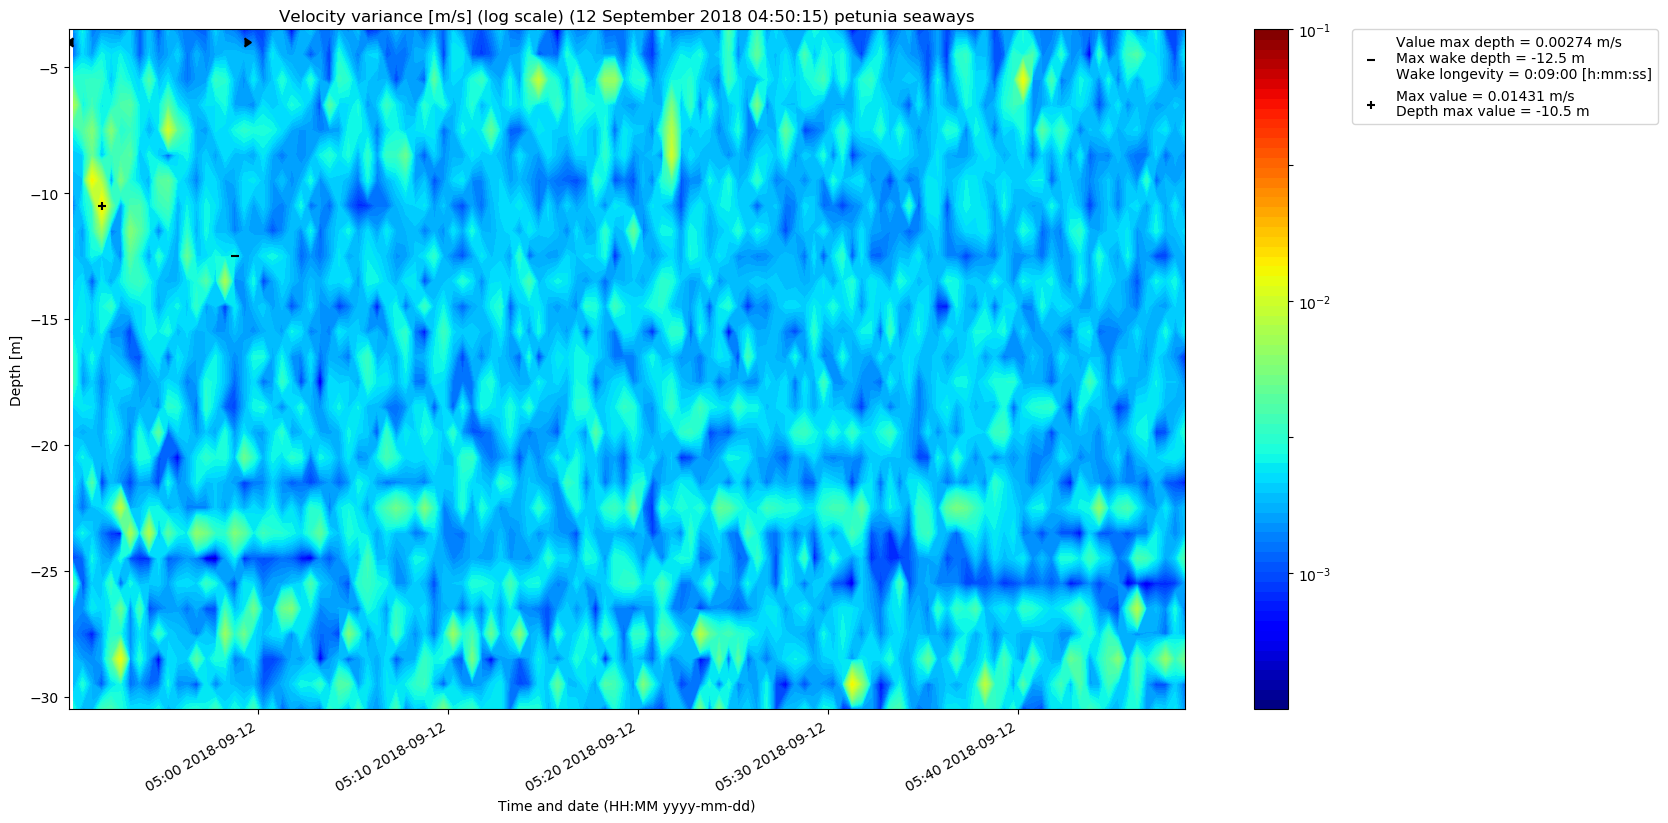 Velocity variance [m/s] (log scale) (12 September 2018 04:50:15) petunia seaways
Depth [m]
−5
−10
−15
−20
−25
−30
05:00 2018-09-12
05:10 2018-09-12
05:20 2018-09-12
05:30 2018-09-12
05:40 2018-09-12
Time and date (HH:MM yyyy-mm-dd)
10⁻¹
10⁻²
10⁻³
Value max depth = 0.00274 m/s
Max wake depth = -12.5 m
Wake longevity = 0:09:00 [h:mm:ss]
Max value = 0.01431 m/s
Depth max value = -10.5 m